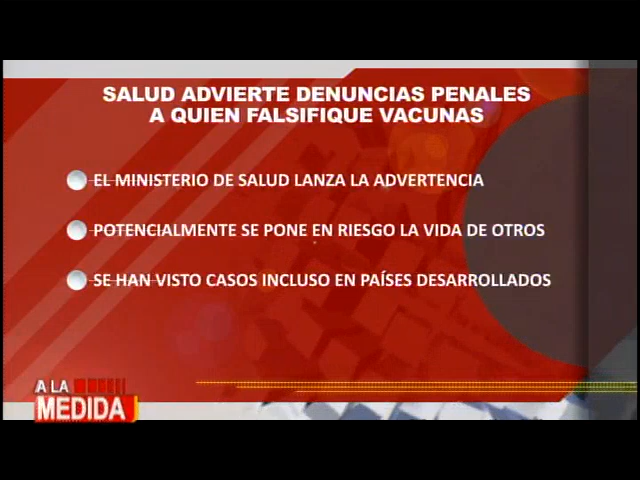 SALUD ADVIERTE DENUNCIAS PENALES
A QUIEN FALSIFIQUE VACUNAS
EL MINISTERIO DE SALUD LANZA LA ADVERTENCIA
POTENCIALMENTE SE PONE EN RIESGO LA VIDA DE OTROS
SE HAN VISTO CASOS INCLUSO EN PAÍSES DESARROLLADOS
A LA
MEDIDA